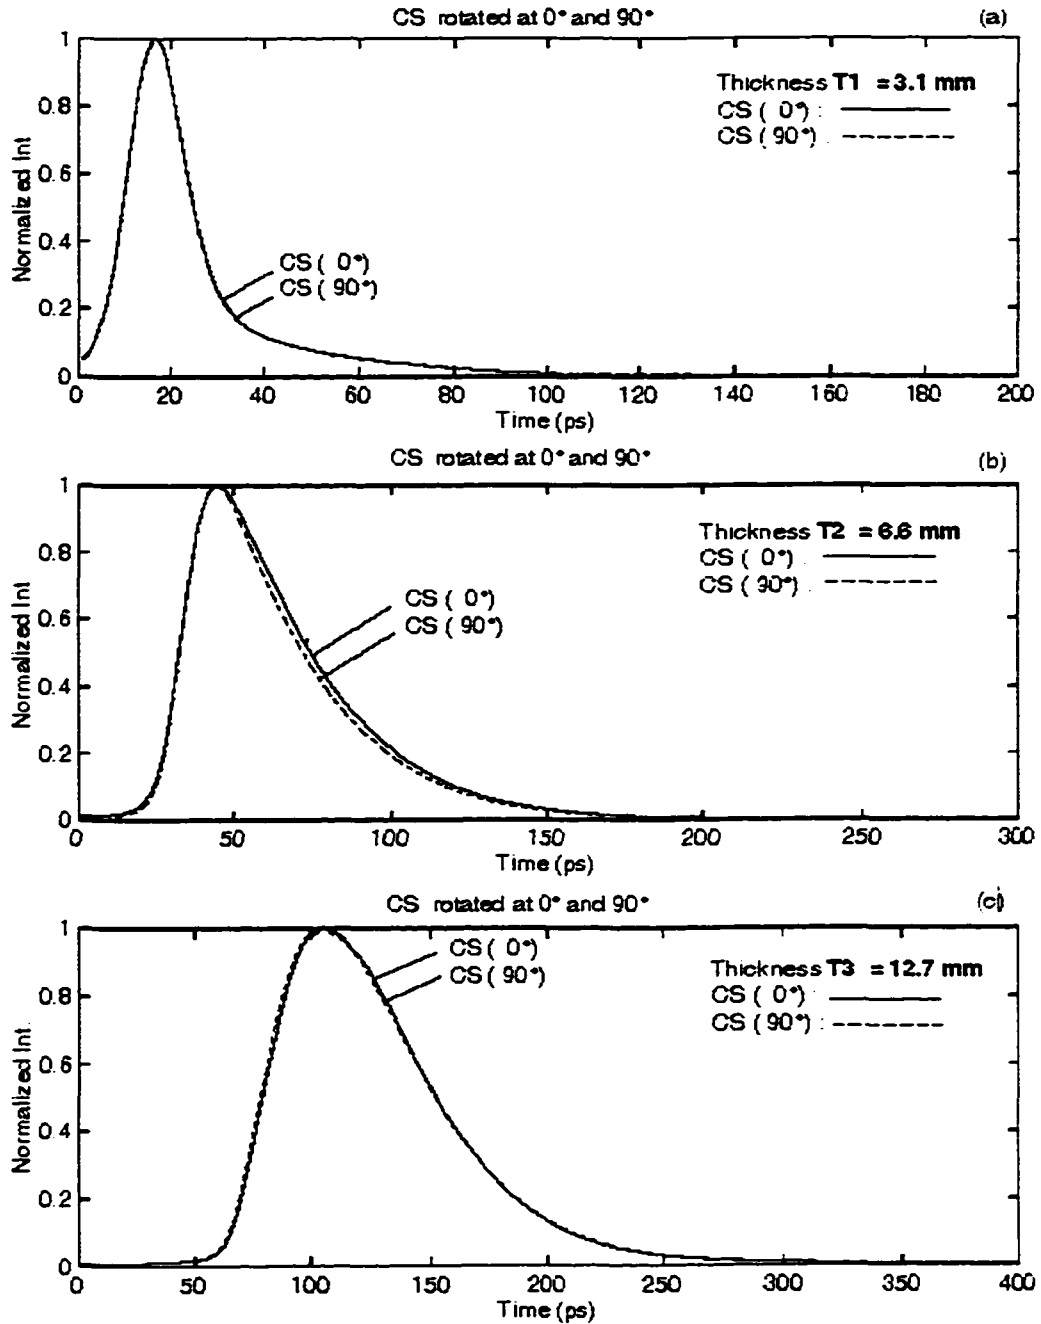 CS rotated at 0° and 90°
(a)
Normalized Int
1
0.8
0.6
0.4
0.2
0
Thickness T1 = 3.1 mm
CS ( 0°) :
CS ( 90°) :
CS ( 0°)
CS ( 90°)
0 20 40 60 80 100 120 140 160 180 200
Time (ps)
CS rotated at 0° and 90°
(b)
Normalized Int
1
0.8
0.6
0.4
0.2
0
Thickness T2 = 6.6 mm
CS ( 0°) :
CS ( 90°) :
CS ( 0°)
CS ( 90°)
0 50 100 150 200 250 300
Time (ps)
CS rotated at 0° and 90°
(c)
Normalized Int.
1
0.8
0.6
0.4
0.2
0
CS ( 0°)
CS ( 90°)
Thickness T3 = 12.7 mm
CS ( 0°) :
CS ( 90°) :
0 50 100 150 200 250 300 350 400
Time (ps)